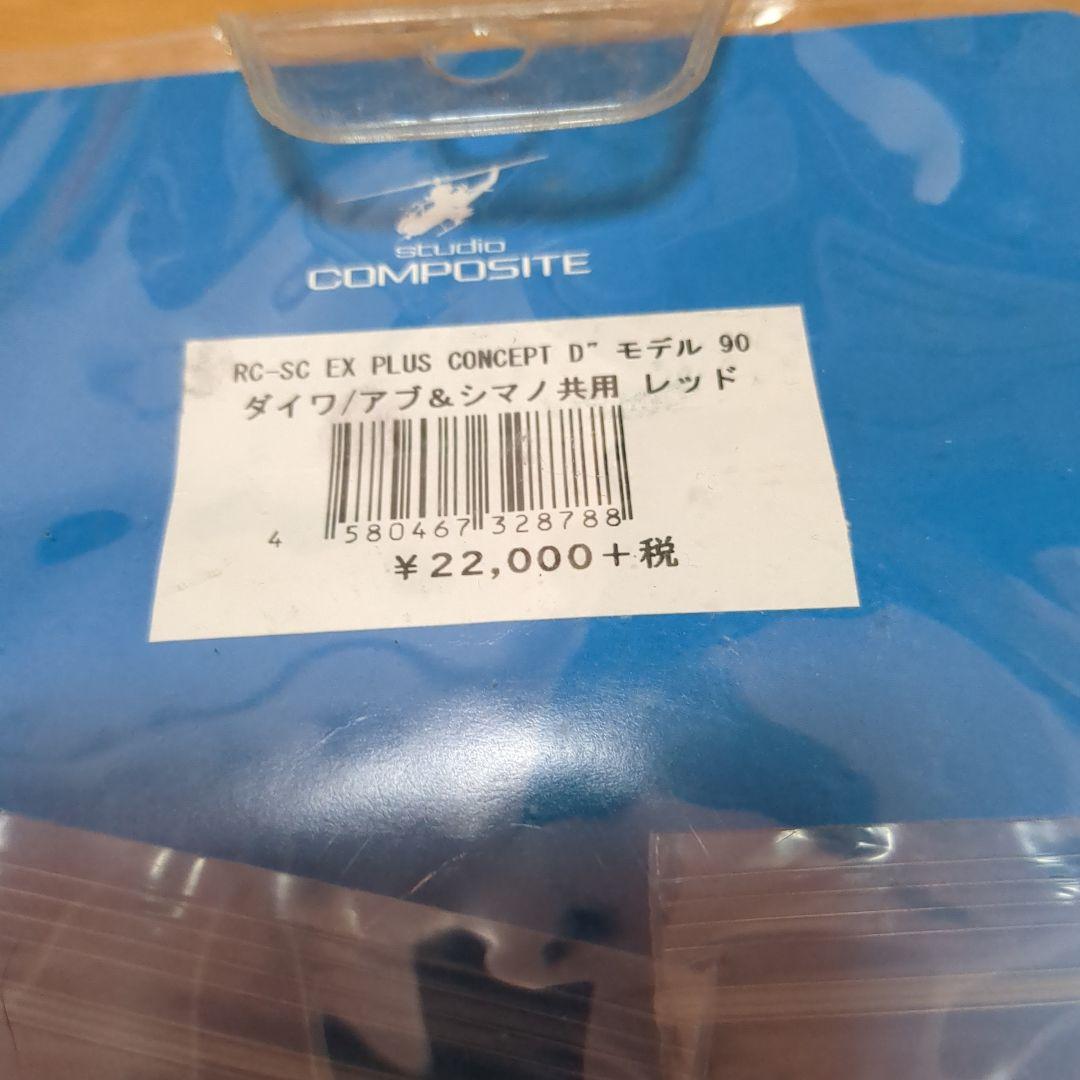 studio
COMPOSITE
RC-SC EX PLUS CONCEPT D" モデル 90
ダイワ/アブ&シマノ共用 レッド
4 580467 328788
¥22,000+税